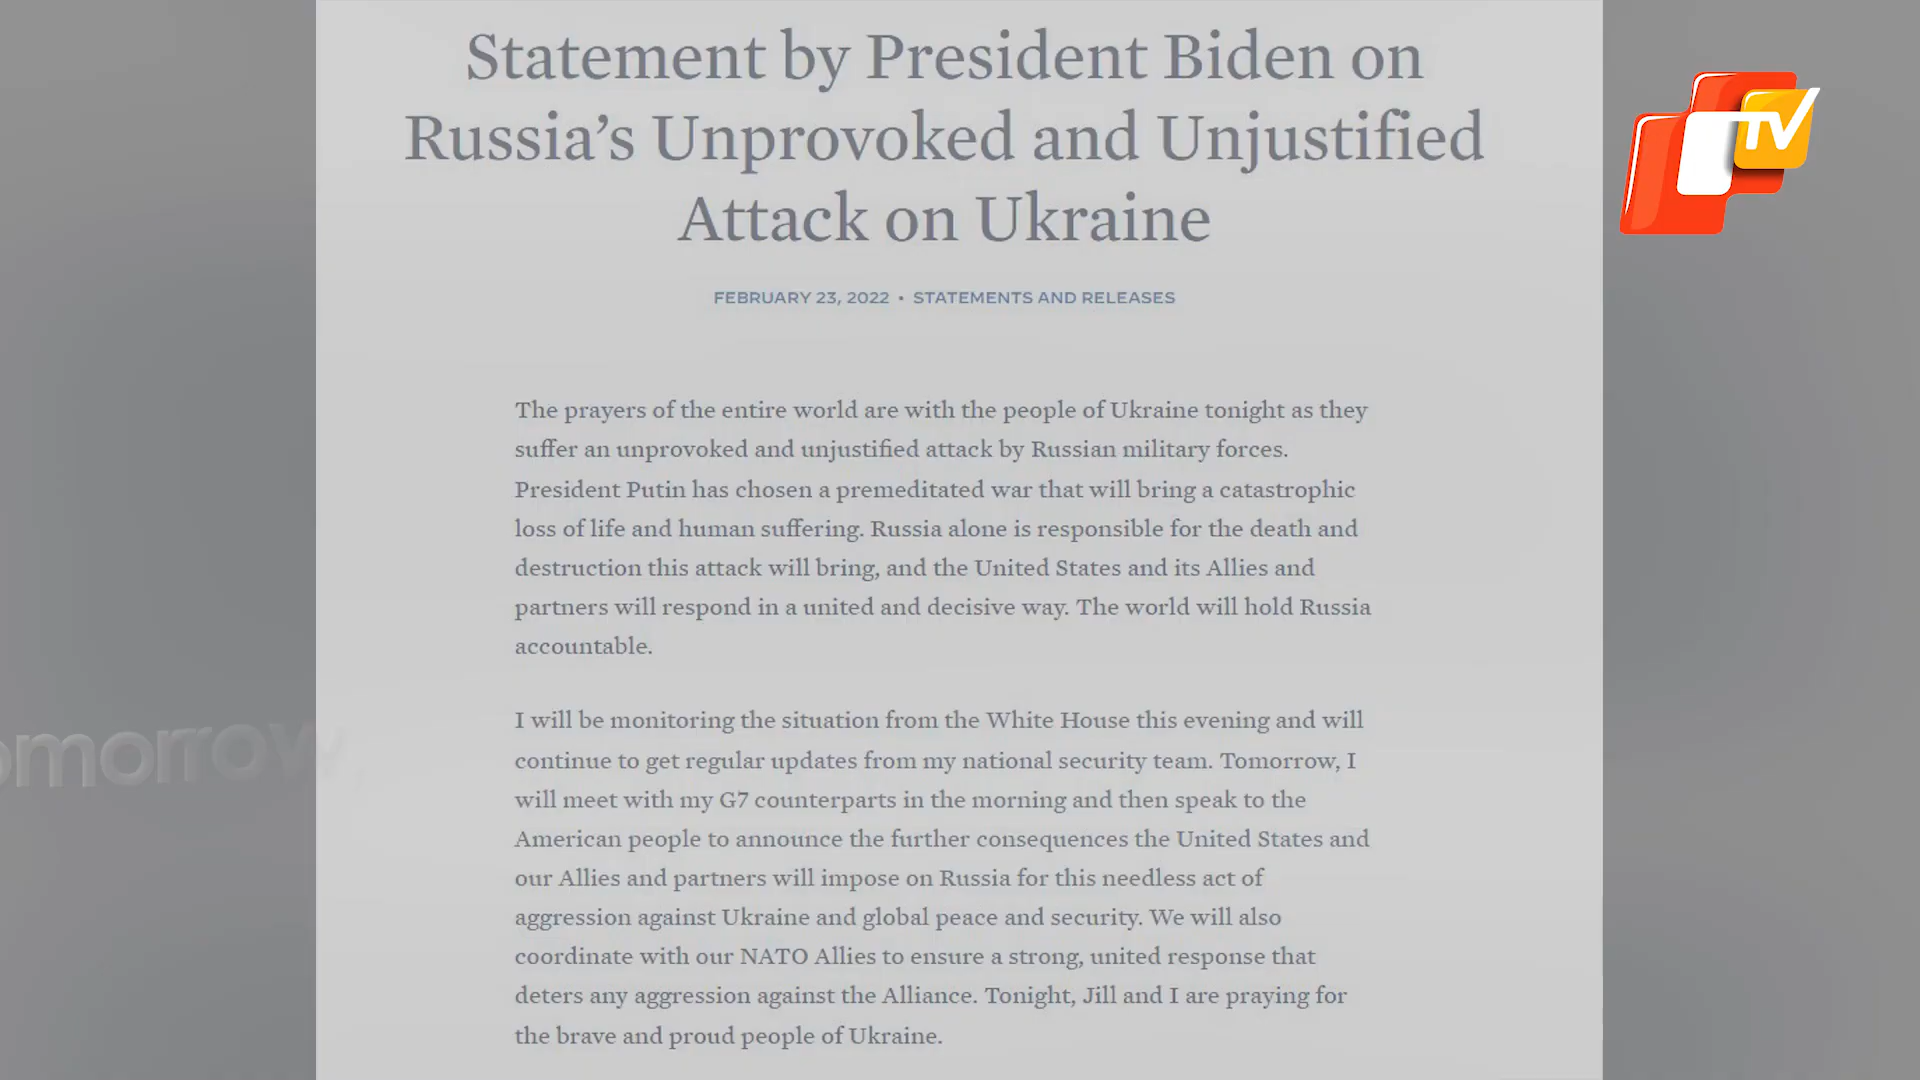 Statement by President Biden on
Russia’s Unprovoked and Unjustified
Attack on Ukraine
FEBRUARY 23, 2022 • STATEMENTS AND RELEASES
The prayers of the entire world are with the people of Ukraine tonight as they
suffer an unprovoked and unjustified attack by Russian military forces.
President Putin has chosen a premeditated war that will bring a catastrophic
loss of life and human suffering. Russia alone is responsible for the death and
destruction this attack will bring, and the United States and its Allies and
partners will respond in a united and decisive way. The world will hold Russia
accountable.
I will be monitoring the situation from the White House this evening and will
continue to get regular updates from my national security team. Tomorrow, I
will meet with my G7 counterparts in the morning and then speak to the
American people to announce the further consequences the United States and
our Allies and partners will impose on Russia for this needless act of
aggression against Ukraine and global peace and security. We will also
coordinate with our NATO Allies to ensure a strong, united response that
deters any aggression against the Alliance. Tonight, Jill and I are praying for
the brave and proud people of Ukraine.
TV
omorrow,